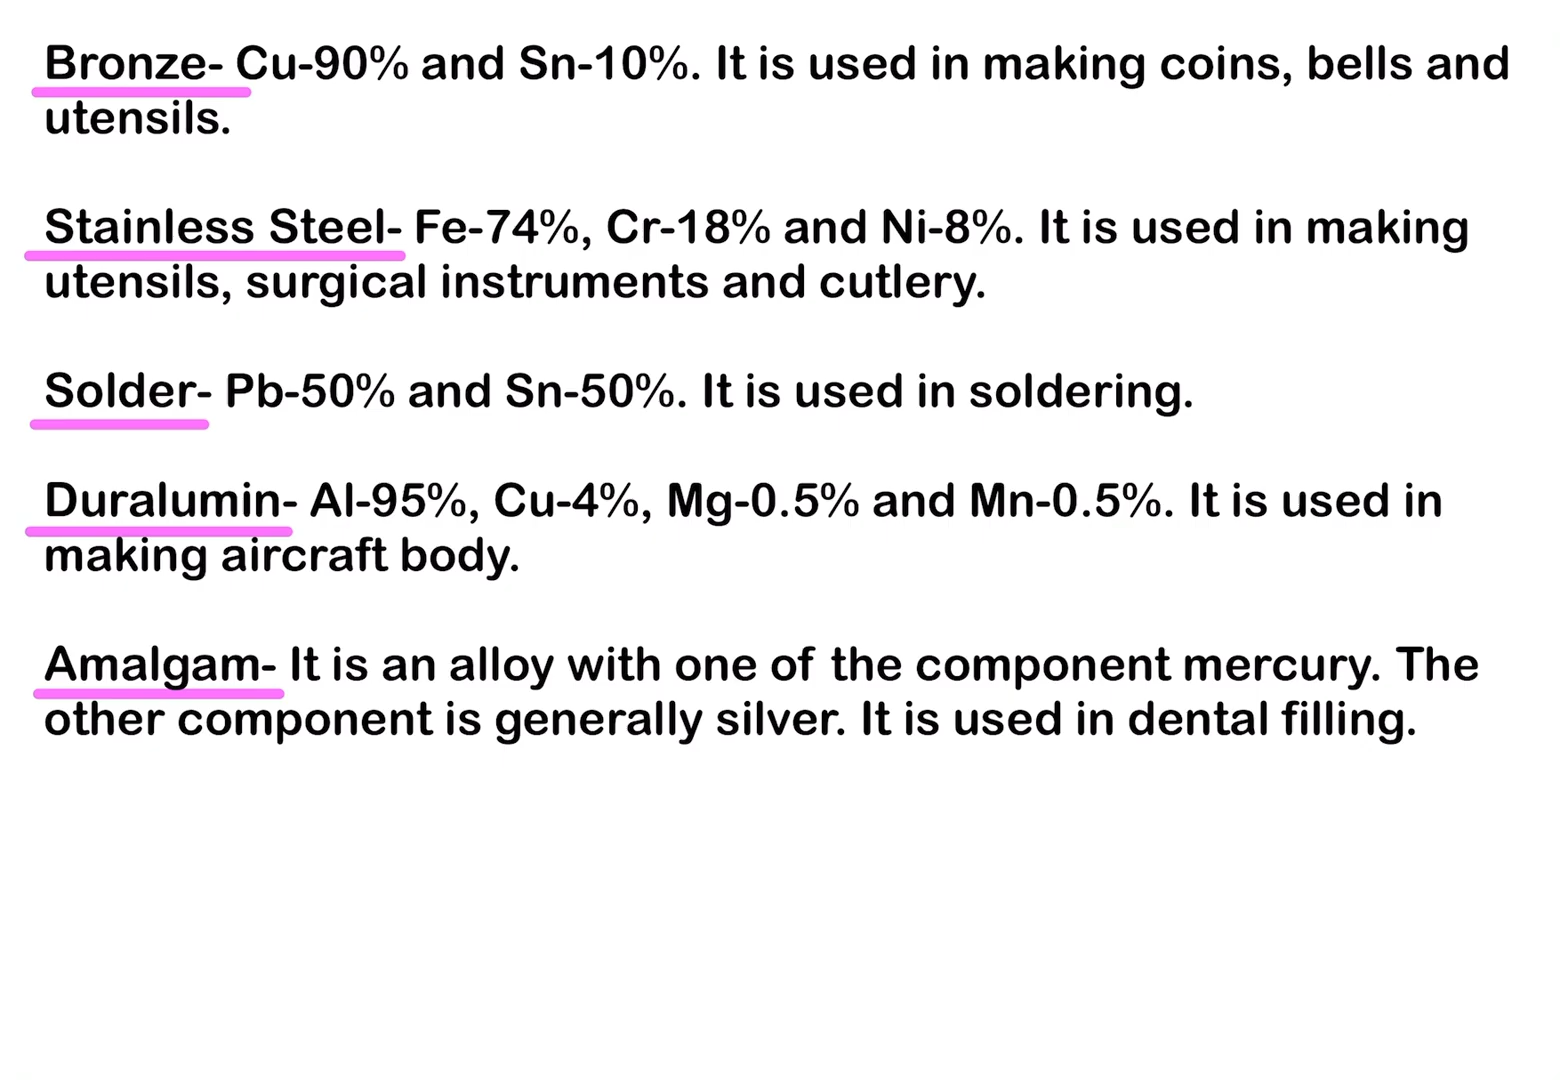 Bronze- Cu-90% and Sn-10%. It is used in making coins, bells and
utensils.
Stainless Steel- Fe-74%, Cr-18% and Ni-8%. It is used in making
utensils, surgical instruments and cutlery.
Solder- Pb-50% and Sn-50%. It is used in soldering.
Duralumin- Al-95%, Cu-4%, Mg-0.5% and Mn-0.5%. It is used in
making aircraft body.
Amalgam- It is an alloy with one of the component mercury. The
other component is generally silver. It is used in dental filling.